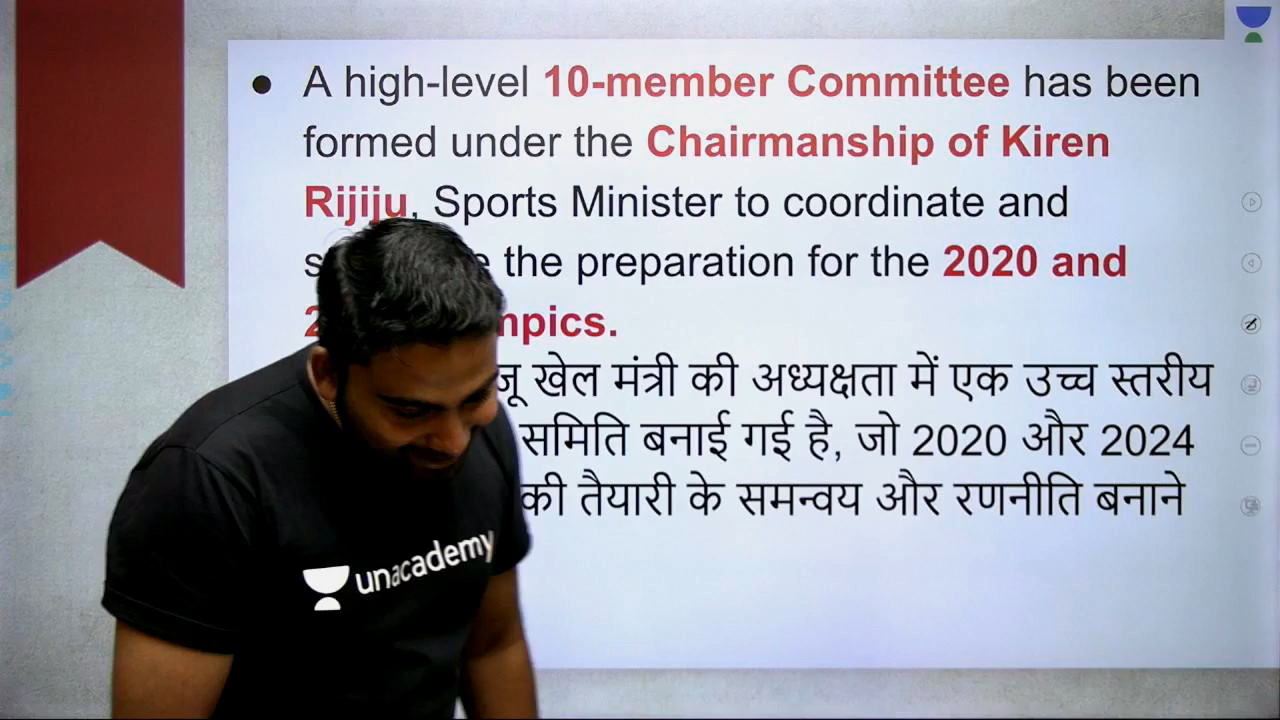 ● A high-level 10-member Committee has been
formed under the Chairmanship of Kiren
Rijiju, Sports Minister to coordinate and
the preparation for the 2020 and
खेल मंत्री की अध्यक्षता में एक उच्च स्तरीय
समिति बनाई गई है, जो 2020 और 2024
की तैयारी के समन्वय और रणनीति बनाने
unacademy